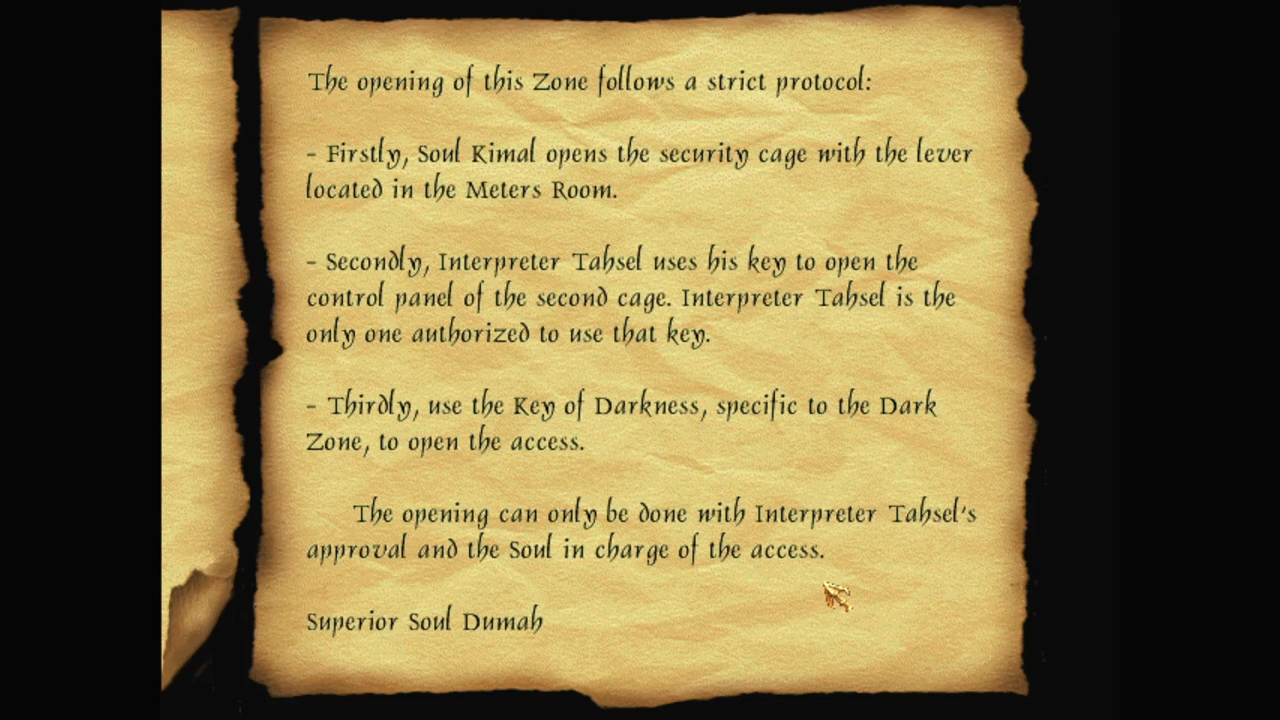 The opening of this Zone follows a strict protocol:
- Firstly, Soul Kimal opens the security cage with the lever
located in the Meters Room.
- Secondly, Interpreter Tahsel uses his key to open the
control panel of the second cage. Interpreter Tahsel is the
only one authorized to use that key.
- Thirdly, use the Key of Darkness, specific to the Dark
Zone, to open the access.
The opening can only be done with Interpreter Tahsel's
approval and the Soul in charge of the access.
Superior Soul Dumah